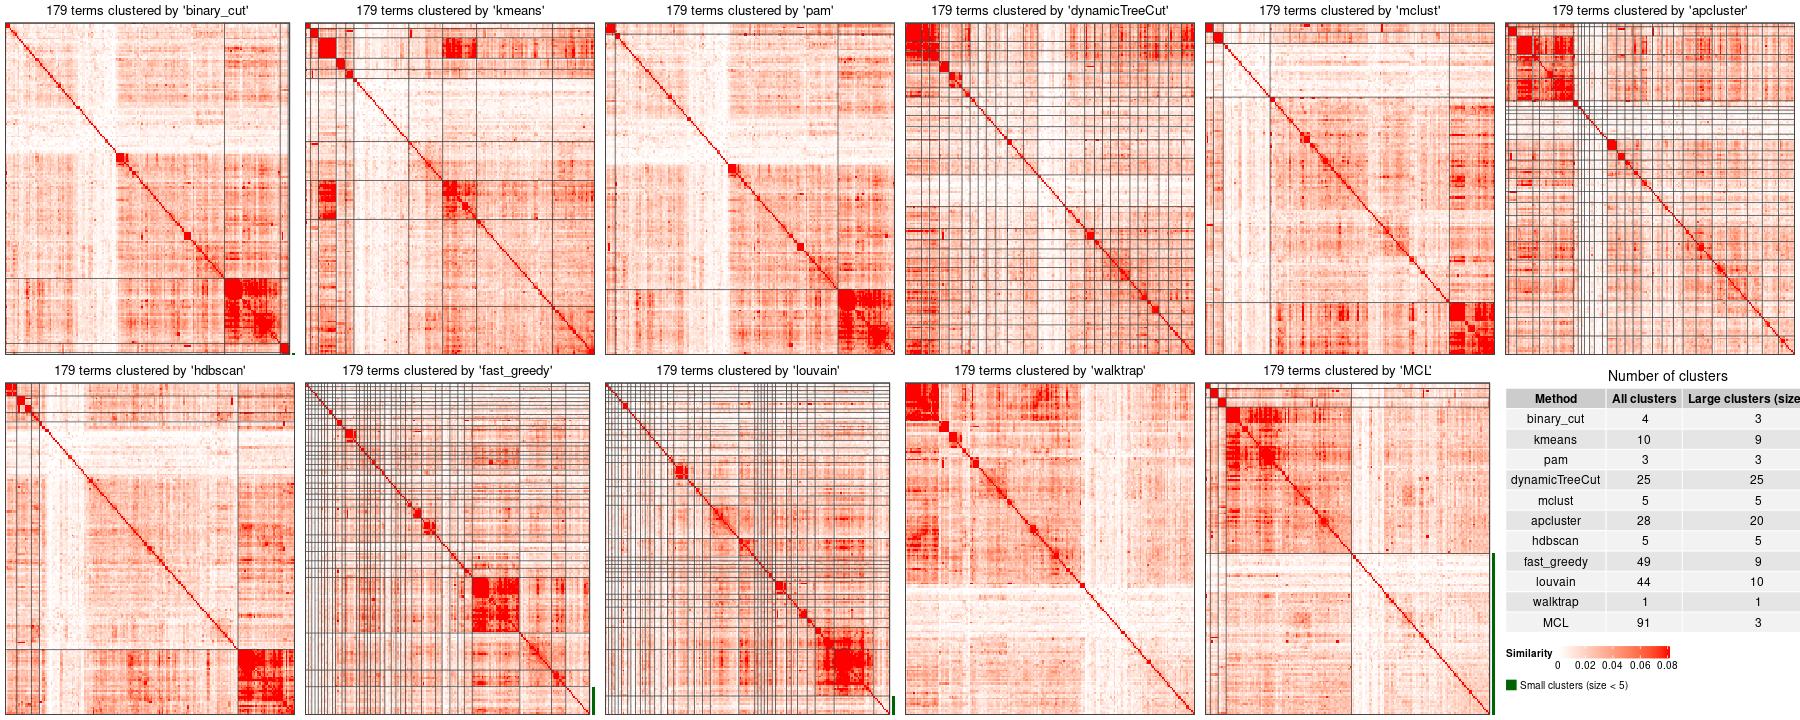 179 terms clustered by 'binary_cut'
179 terms clustered by 'kmeans'
179 terms clustered by 'pam'
179 terms clustered by 'dynamicTreeCut'
179 terms clustered by 'mclust'
179 terms clustered by 'apcluster'
179 terms clustered by 'hdbscan'
179 terms clustered by 'fast_greedy'
179 terms clustered by 'louvain'
179 terms clustered by 'walktrap'
179 terms clustered by 'MCL'
Number of clusters
Method All clusters Large clusters (size
binary_cut 4 3
kmeans 10 9
pam 3 3
dynamicTreeCut 25 25
mclust 5 5
apcluster 28 20
hdbscan 5 5
fast_greedy 49 9
louvain 44 10
walktrap 1 1
MCL 91 3
Similarity
0 0.02 0.04 0.06 0.08
Small clusters (size < 5)